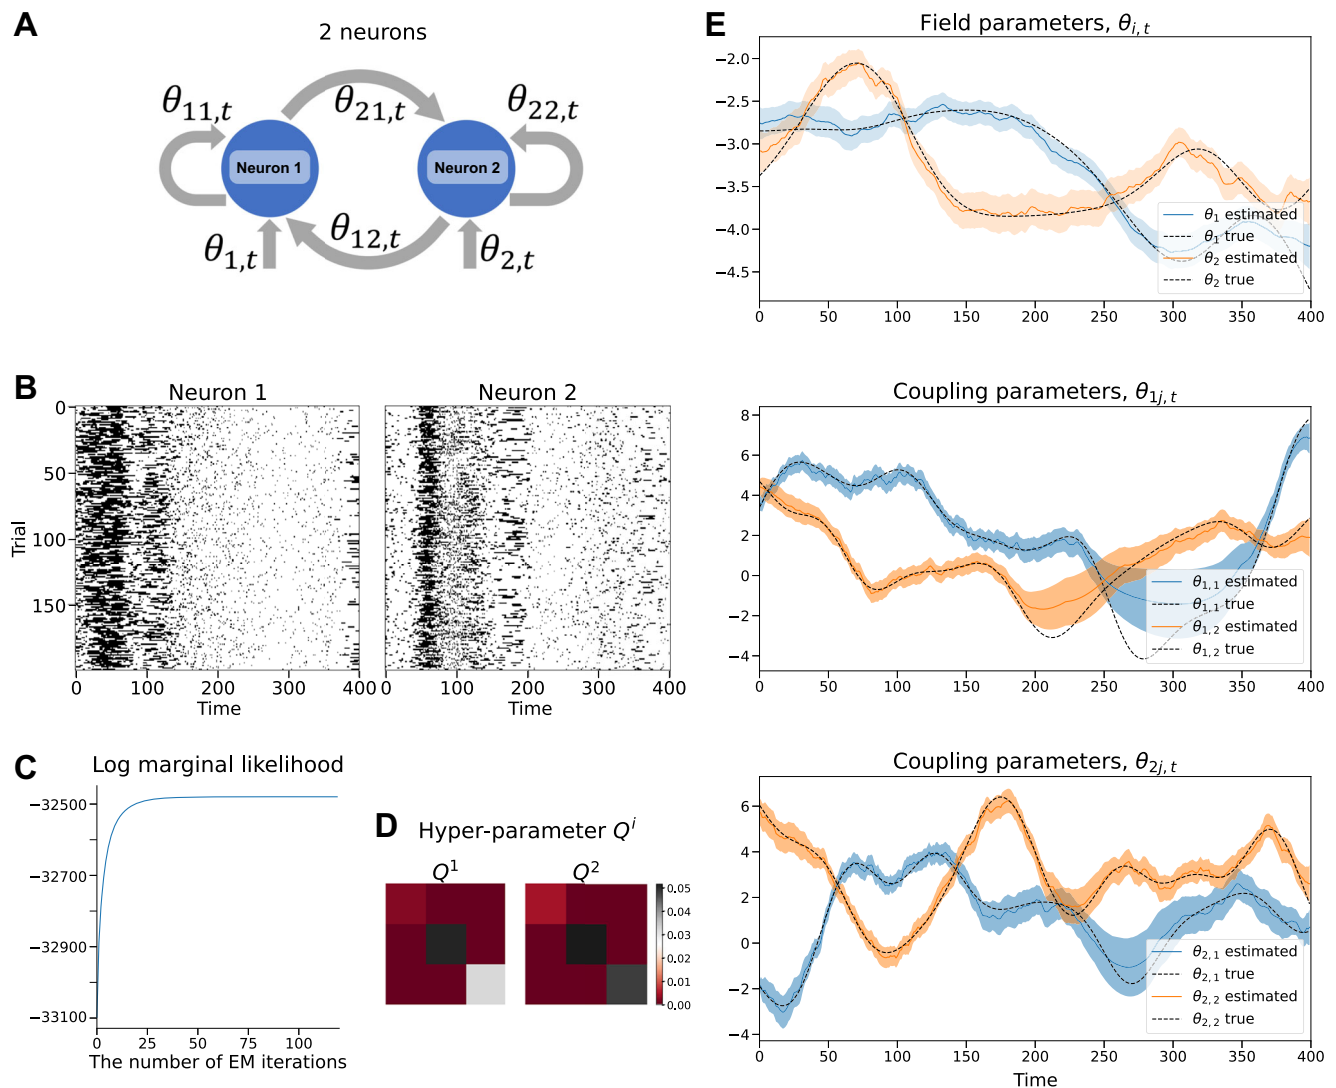 A
2 neurons
θ11,t
θ21,t
θ22,t
Neuron 1
Neuron 2
θ12,t
θ1,t
θ2,t
B
Neuron 1
Neuron 2
Trial
0
50
100
150
0 100 200 300 400
0 100 200 300 400
Time
Time
C
Log marginal likelihood
−32500
−32700
−32900
−33100
0 25 50 75 100
The number of EM iterations
D
Hyper-parameter Q^i
Q^1
Q^2
0.05
0.04
0.03
0.02
0.01
0.00
E
Field parameters, θi,t
−2.0
−2.5
−3.0
−3.5
−4.0
−4.5
θ1 estimated
θ1 true
θ2 estimated
θ2 true
0 50 100 150 200 250 300 350 400
Coupling parameters, θ1j,t
8
6
4
2
0
−2
−4
θ1,1 estimated
θ1,1 true
θ1,2 estimated
θ1,2 true
0 50 100 150 200 250 300 350 400
Coupling parameters, θ2j,t
6
4
2
0
−2
−4
θ2,1 estimated
θ2,1 true
θ2,2 estimated
θ2,2 true
0 50 100 150 200 250 300 350 400
Time